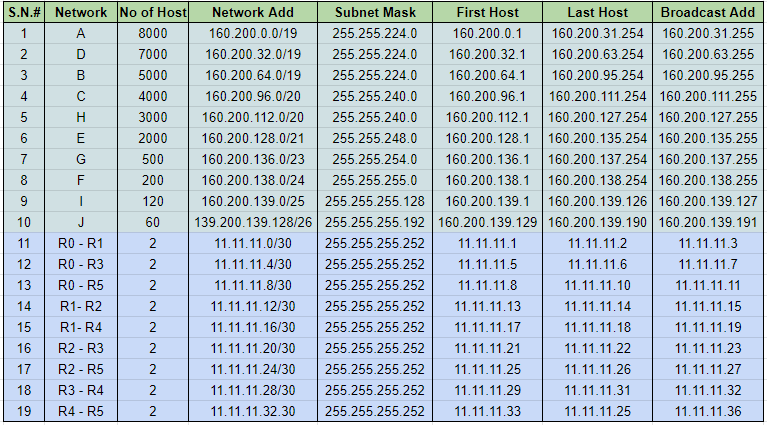 S.N.# Network No of Host Network Add Subnet Mask First Host Last Host Broadcast Add
1 A 8000 160.200.0.0/19 255.255.224.0 160.200.0.1 160.200.31.254 160.200.31.255
2 D 7000 160.200.32.0/19 255.255.224.0 160.200.32.1 160.200.63.254 160.200.63.255
3 B 5000 160.200.64.0/19 255.255.224.0 160.200.64.1 160.200.95.254 160.200.95.255
4 C 4000 160.200.96.0/20 255.255.240.0 160.200.96.1 160.200.111.254 160.200.111.255
5 H 3000 160.200.112.0/20 255.255.240.0 160.200.112.1 160.200.127.254 160.200.127.255
6 E 2000 160.200.128.0/21 255.255.248.0 160.200.128.1 160.200.135.254 160.200.135.255
7 G 500 160.200.136.0/23 255.255.254.0 160.200.136.1 160.200.137.254 160.200.137.255
8 F 200 160.200.138.0/24 255.255.255.0 160.200.138.1 160.200.138.254 160.200.138.255
9 I 120 160.200.139.0/25 255.255.255.128 160.200.139.1 160.200.139.126 160.200.139.127
10 J 60 139.200.139.128/26 255.255.255.192 160.200.139.129 160.200.139.190 160.200.139.191
11 R0 - R1 2 11.11.11.0/30 255.255.255.252 11.11.11.1 11.11.11.2 11.11.11.3
12 R0 - R3 2 11.11.11.4/30 255.255.255.252 11.11.11.5 11.11.11.6 11.11.11.7
13 R0 - R5 2 11.11.11.8/30 255.255.255.252 11.11.11.8 11.11.11.10 11.11.11.11
14 R1- R2 2 11.11.11.12/30 255.255.255.252 11.11.11.13 11.11.11.14 11.11.11.15
15 R1- R4 2 11.11.11.16/30 255.255.255.252 11.11.11.17 11.11.11.18 11.11.11.19
16 R2 - R3 2 11.11.11.20/30 255.255.255.252 11.11.11.21 11.11.11.22 11.11.11.23
17 R2 - R5 2 11.11.11.24/30 255.255.255.252 11.11.11.25 11.11.11.26 11.11.11.27
18 R3 - R4 2 11.11.11.28/30 255.255.255.252 11.11.11.29 11.11.11.31 11.11.11.32
19 R4 - R5 2 11.11.11.32.30 255.255.255.252 11.11.11.33 11.11.11.25 11.11.11.36